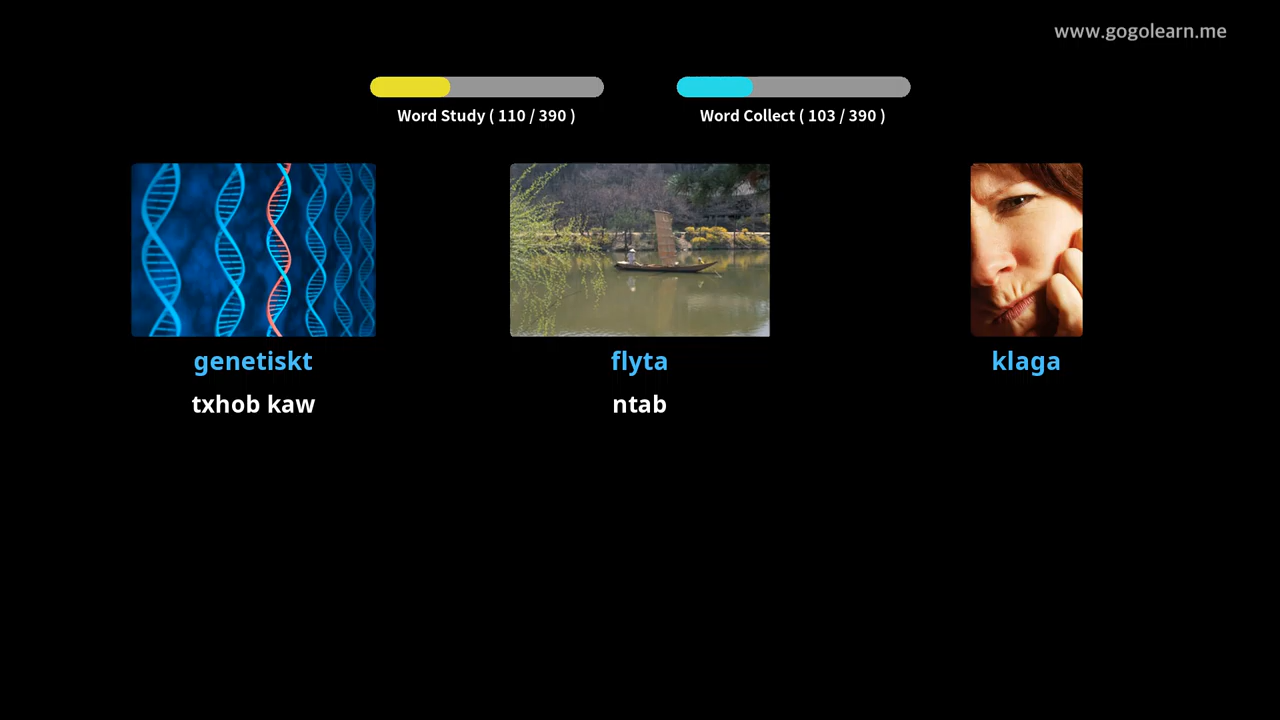 www.gogolearn.me
Word Study ( 110 / 390 )
Word Collect ( 103 / 390 )
genetiskt
flyta
klaga
txhob kaw
ntab